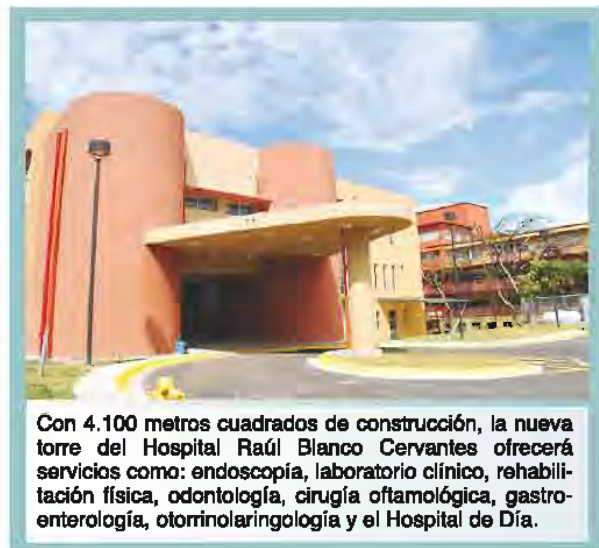 Con 4.100 metros cuadrados de construcción, la nueva
torre del Hospital Raúl Blanco Cervantes ofrecerá
servicios como: endoscopía, laboratorio clínico, rehabili-
tación física, odontología, cirugía oftamológica, gastro-
enterología, otorrinolaringología y el Hospital de Día.